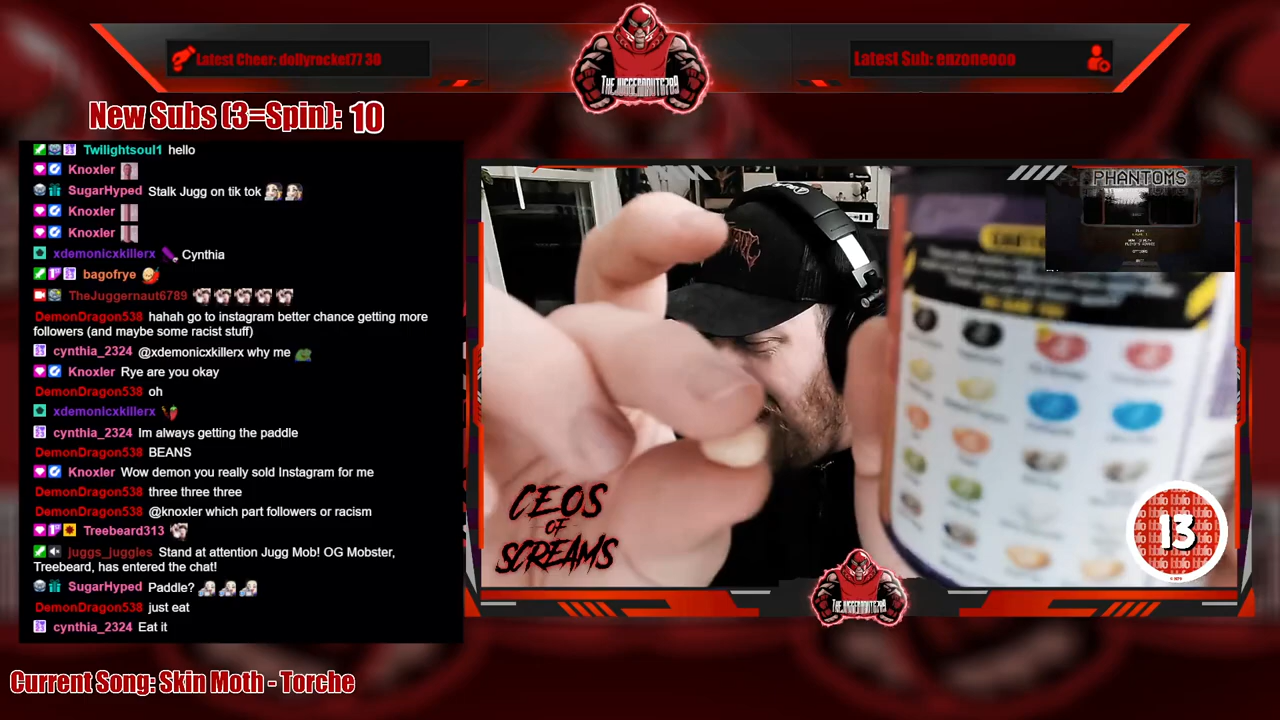 Latest Cheer: dollyrocket77 30
THEJUGGERNAUT6789
Latest Sub: enzoneooo
New Subs (3=Spin): 10
Twilightsoul1 hello
Knoxler
SugarHyped Stalk Jugg on tik tok
Knoxler
Knoxler
xdemonicxkillerx Cynthia
bagofrye
TheJuggernaut6789
DemonDragon538 hahah go to instagram better chance getting more
followers (and maybe some racist stuff)
cynthia_2324 @xdemonicxkillerx why me
Knoxler Rye are you okay
DemonDragon538 oh
xdemonicxkillerx
cynthia_2324 Im always getting the paddle
DemonDragon538 BEANS
Knoxler Wow demon you really sold Instagram for me
DemonDragon538 three three three
DemonDragon538 @knoxler which part followers or racism
Treebeard313
juggs_juggies Stand at attention Jugg Mob! OG Mobster,
Treebeard, has entered the chat!
SugarHyped Paddle?
DemonDragon538 just eat
cynthia_2324 Eat it
PHANTOMS
CEOS
OF
SCREAMS
13
THEJUGGERNAUT6789
Current Song: Skin Moth - Torche